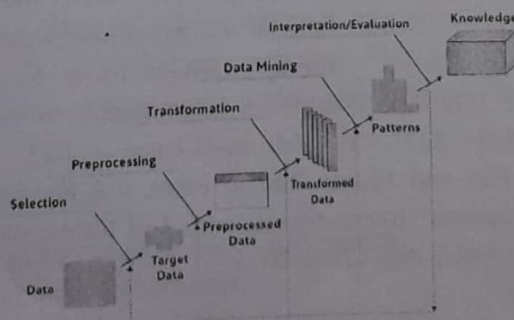 Interpretation/Evaluation
Knowledge
Data Mining
Transformation
Patterns
Preprocessing
Transformed
Data
Selection
Preprocessed
Data
Target
Data
Data